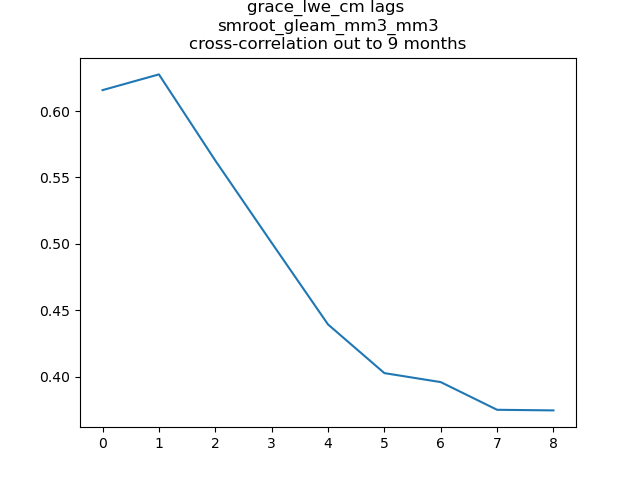 grace_lwe_cm lags
smroot_gleam_mm3_mm3
cross-correlation out to 9 months
0.60
0.55
0.50
0.45
0.40
0 1 2 3 4 5 6 7 8